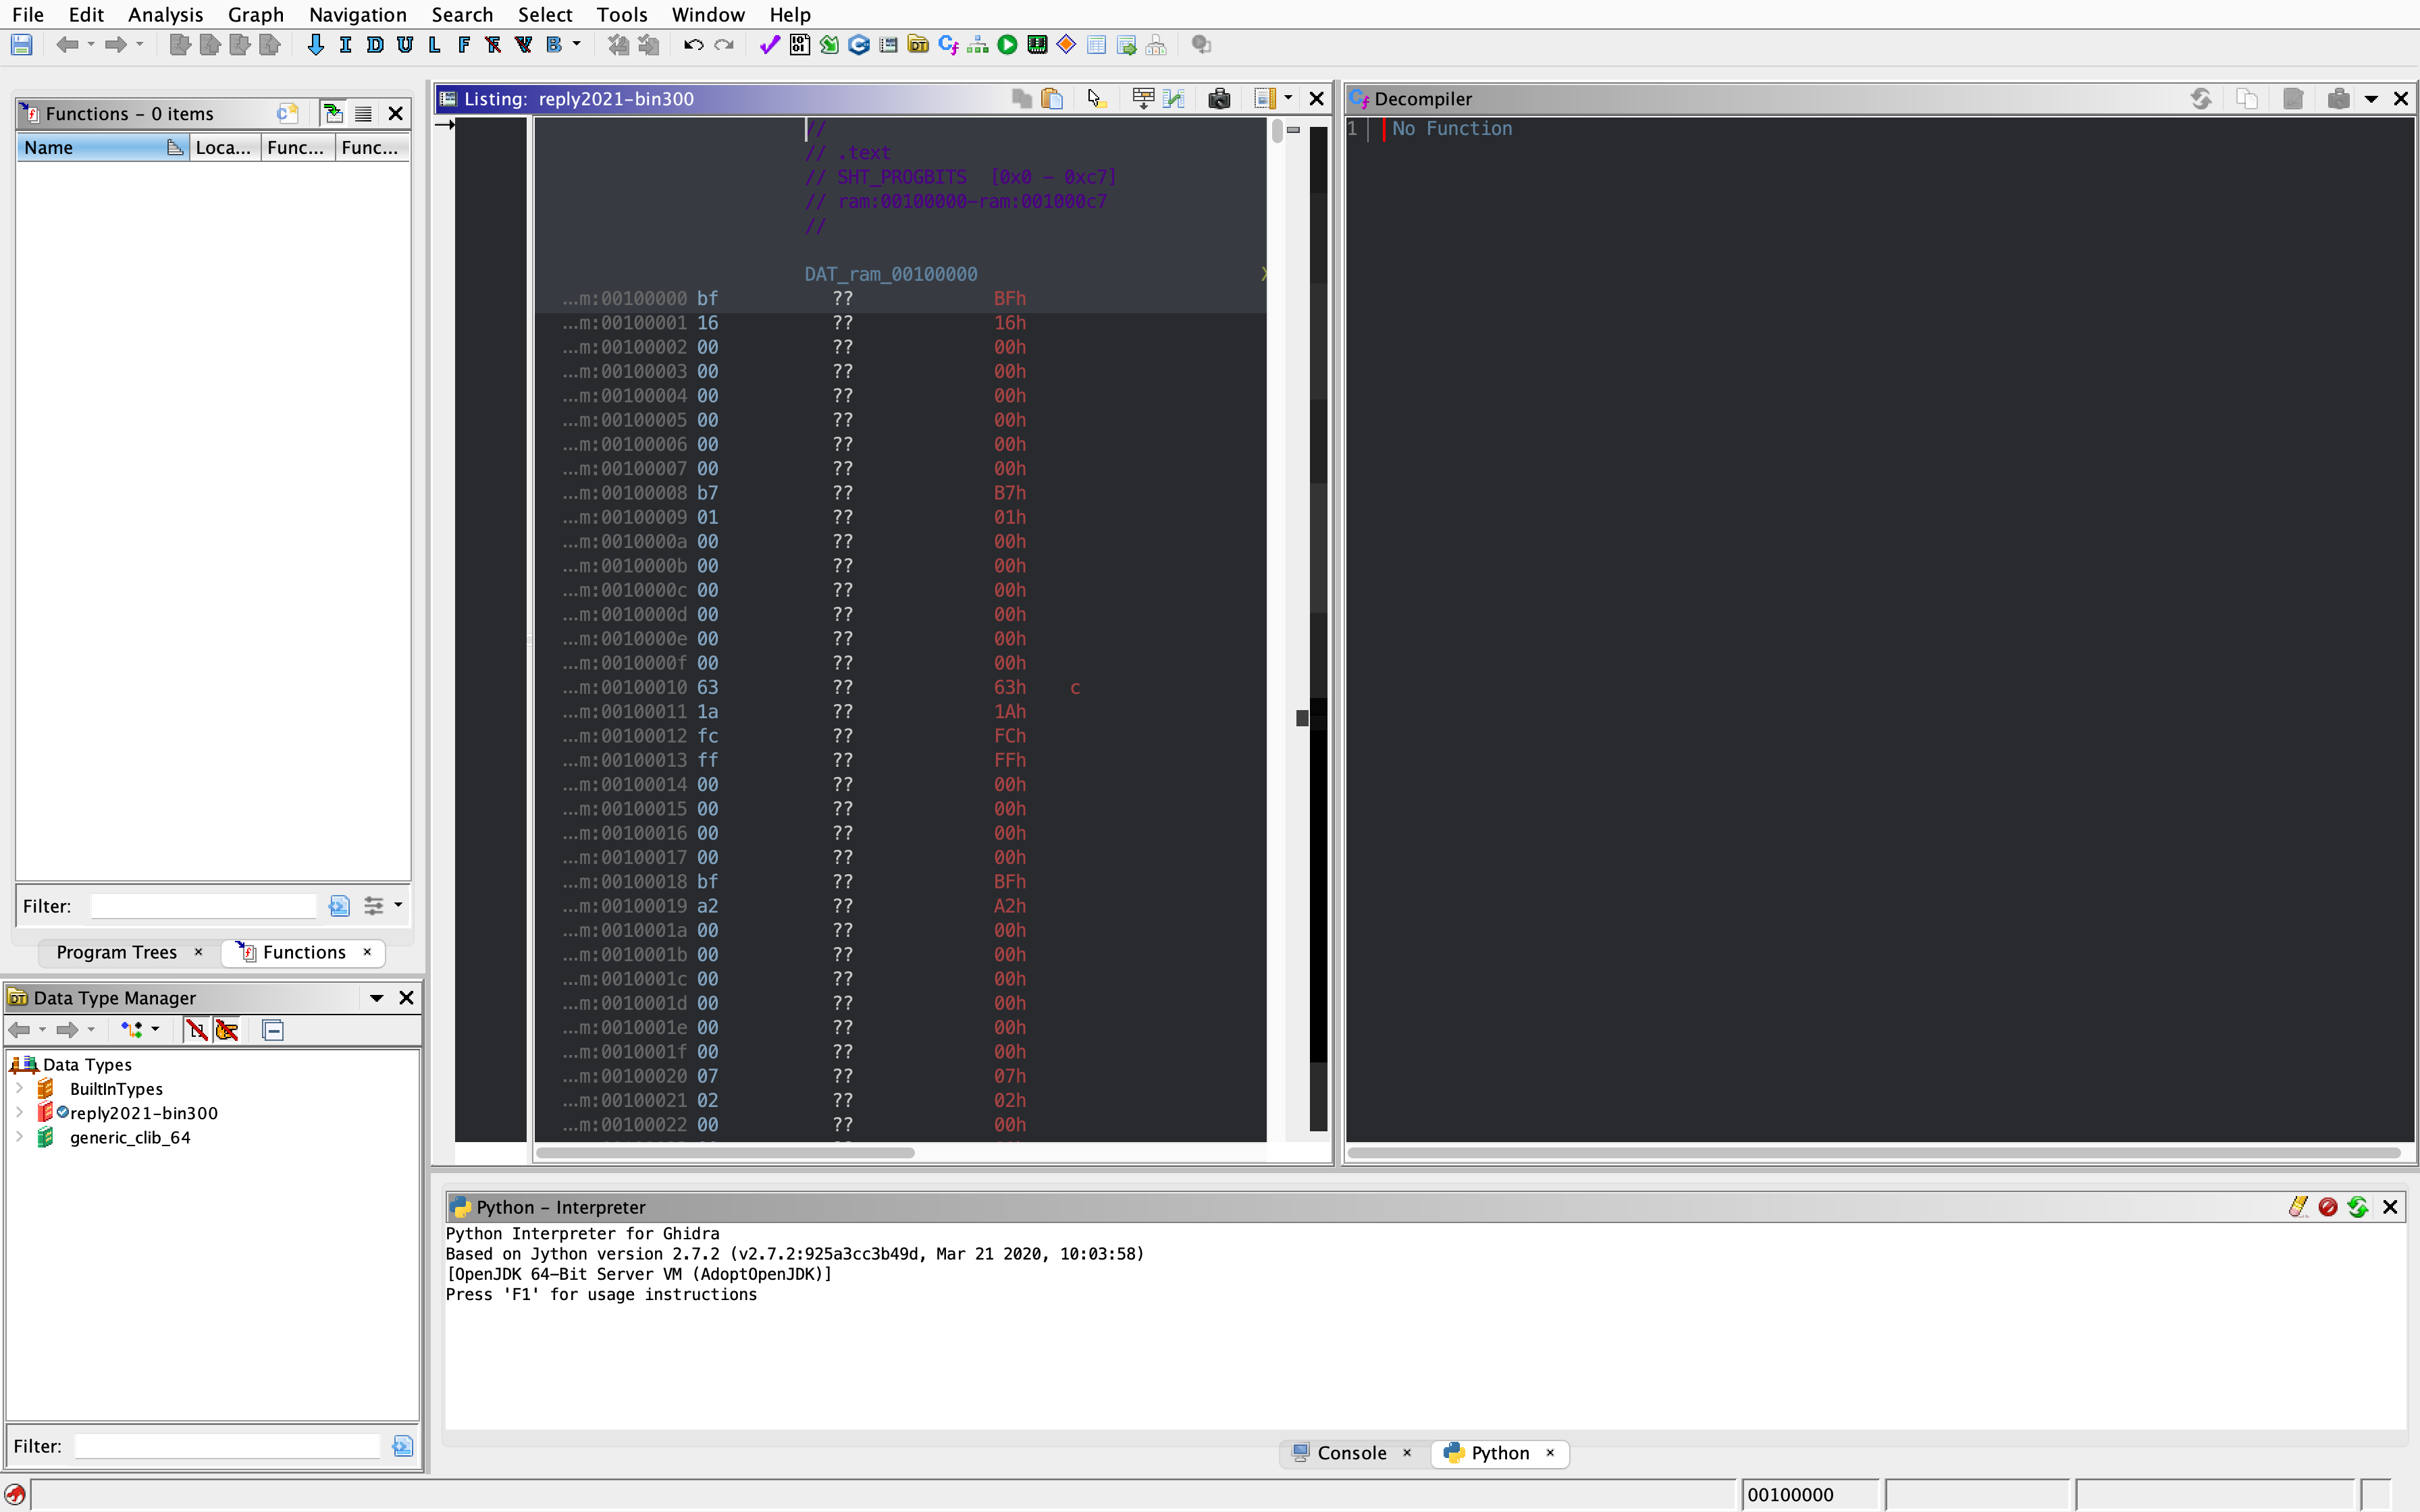 File Edit Analysis Graph Navigation Search Select Tools Window Help
I D U L F F V B
Functions – 0 items
Name Loca... Func... Func...
Filter:
Program Trees × Functions ×
Data Type Manager
Data Types
BuiltInTypes
reply2021-bin300
generic_clib_64
Filter:
Listing: reply2021-bin300
//
// .text
// SHT_PROGBITS [0x0 - 0xc7]
// ram:00100000-ram:001000c7
//
DAT_ram_00100000
...m:00100000 bf ?? BFh
...m:00100001 16 ?? 16h
...m:00100002 00 ?? 00h
...m:00100003 00 ?? 00h
...m:00100004 00 ?? 00h
...m:00100005 00 ?? 00h
...m:00100006 00 ?? 00h
...m:00100007 00 ?? 00h
...m:00100008 b7 ?? B7h
...m:00100009 01 ?? 01h
...m:0010000a 00 ?? 00h
...m:0010000b 00 ?? 00h
...m:0010000c 00 ?? 00h
...m:0010000d 00 ?? 00h
...m:0010000e 00 ?? 00h
...m:0010000f 00 ?? 00h
...m:00100010 63 ?? 63h c
...m:00100011 1a ?? 1Ah
...m:00100012 fc ?? FCh
...m:00100013 ff ?? FFh
...m:00100014 00 ?? 00h
...m:00100015 00 ?? 00h
...m:00100016 00 ?? 00h
...m:00100017 00 ?? 00h
...m:00100018 bf ?? BFh
...m:00100019 a2 ?? A2h
...m:0010001a 00 ?? 00h
...m:0010001b 00 ?? 00h
...m:0010001c 00 ?? 00h
...m:0010001d 00 ?? 00h
...m:0010001e 00 ?? 00h
...m:0010001f 00 ?? 00h
...m:00100020 07 ?? 07h
...m:00100021 02 ?? 02h
...m:00100022 00 ?? 00h
Decompiler
1 No Function
Python – Interpreter
Python Interpreter for Ghidra
Based on Jython version 2.7.2 (v2.7.2:925a3cc3b49d, Mar 21 2020, 10:03:58)
[OpenJDK 64-Bit Server VM (AdoptOpenJDK)]
Press 'F1' for usage instructions
Console × Python ×
00100000